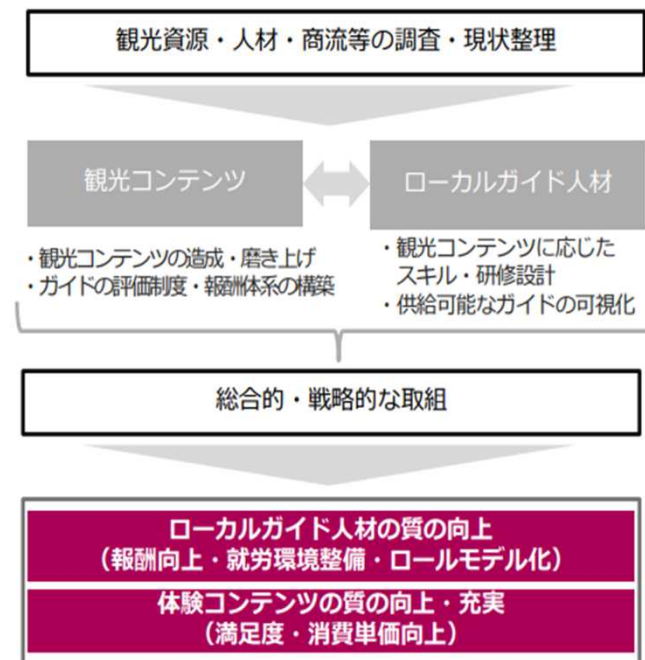 観光資源・人材・商流等の調査・現状整理
観光コンテンツ
ローカルガイド人材
・観光コンテンツの造成・磨き上げ
・ガイドの評価制度・報酬体系の構築
・観光コンテンツに応じた
スキル・研修設計
・供給可能なガイドの可視化
総合的・戦略的な取組
ローカルガイド人材の質の向上
（報酬向上・就労環境整備・ロールモデル化）
体験コンテンツの質の向上・充実
（満足度・消費単価向上）